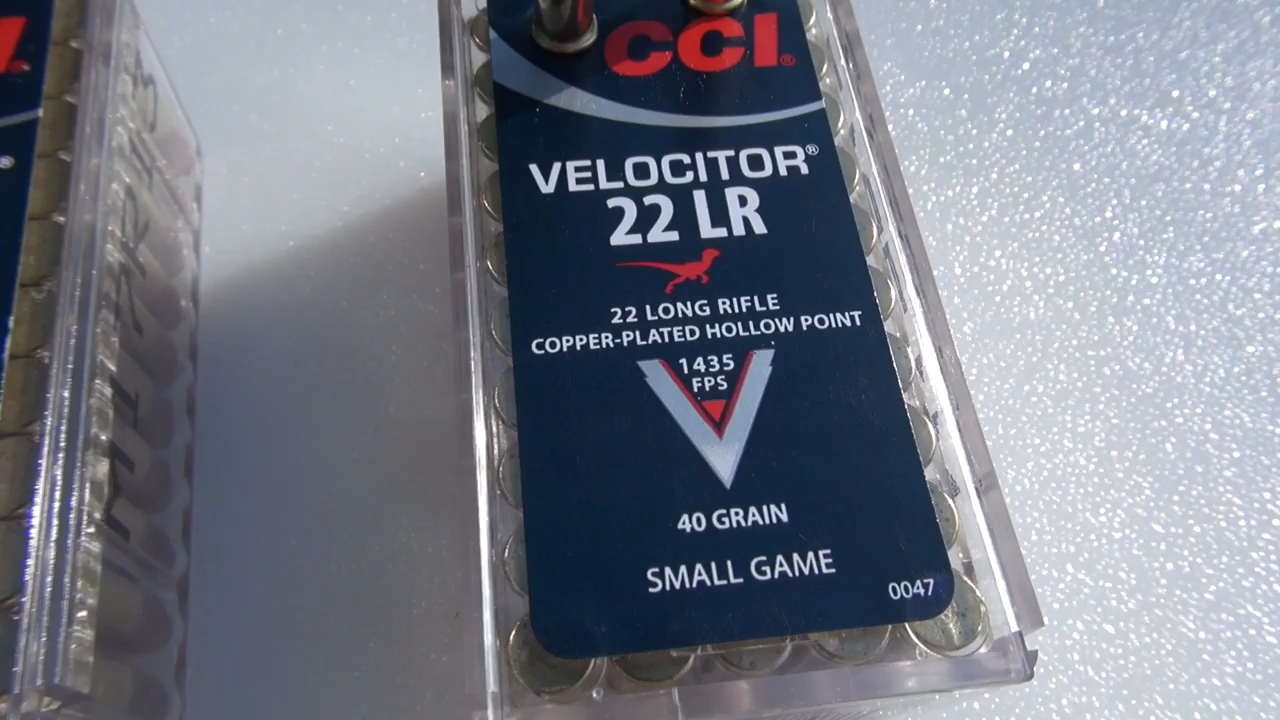 CCI®
VELOCITOR®
22 LR
22 LONG RIFLE
COPPER-PLATED HOLLOW POINT
1435
FPS
40 GRAIN
SMALL GAME
0047